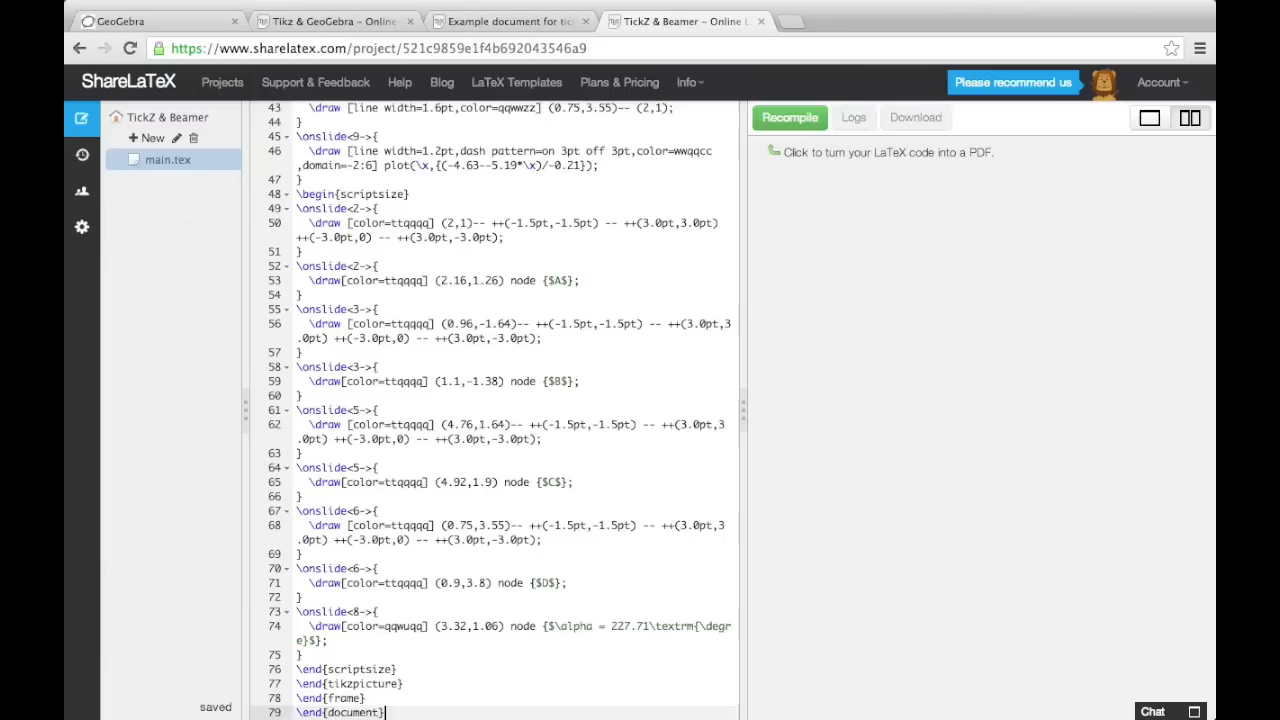 GeoGebra
Tikz & GeoGebra – Online
Example document for tic
TickZ & Beamer – Online L
https://www.sharelatex.com/project/521c9859e1f4b692043546a9
ShareLaTeX Projects Support & Feedback Help Blog LaTeX Templates Plans & Pricing Info Please recommend us Account
TickZ & Beamer
New
main.tex
saved
43 \draw [line width=1.6pt,color=qqwwzz] (0.75,3.55)-- (2,1);
44 }
45 \onslide<9->{
46 \draw [line width=1.2pt,dash pattern=on 3pt off 3pt,color=wwqqcc
,domain=-2:6] plot(\x,{(-4.63--5.19*\x)/-0.21});
47 }
48 \begin{scriptsize}
49 \onslide<2->{
50 \draw [color=ttqqqq] (2,1)-- ++(-1.5pt,-1.5pt) -- ++(3.0pt,3.0pt)
++(-3.0pt,0) -- ++(3.0pt,-3.0pt);
51 }
52 \onslide<2->{
53 \draw[color=ttqqqq] (2.16,1.26) node {$A$};
54 }
55 \onslide<3->{
56 \draw [color=ttqqqq] (0.96,-1.64)-- ++(-1.5pt,-1.5pt) -- ++(3.0pt,3
.0pt) ++(-3.0pt,0) -- ++(3.0pt,-3.0pt);
57 }
58 \onslide<3->{
59 \draw[color=ttqqqq] (1.1,-1.38) node {$B$};
60 }
61 \onslide<5->{
62 \draw [color=ttqqqq] (4.76,1.64)-- ++(-1.5pt,-1.5pt) -- ++(3.0pt,3
.0pt) ++(-3.0pt,0) -- ++(3.0pt,-3.0pt);
63 }
64 \onslide<5->{
65 \draw[color=ttqqqq] (4.92,1.9) node {$C$};
66 }
67 \onslide<6->{
68 \draw [color=ttqqqq] (0.75,3.55)-- ++(-1.5pt,-1.5pt) -- ++(3.0pt,3
.0pt) ++(-3.0pt,0) -- ++(3.0pt,-3.0pt);
69 }
70 \onslide<6->{
71 \draw[color=ttqqqq] (0.9,3.8) node {$D$};
72 }
73 \onslide<8->{
74 \draw[color=qqwuqq] (3.32,1.06) node {$\alpha = 227.71\textrm{\degr
e}$};
75 }
76 \end{scriptsize}
77 \end{tikzpicture}
78 \end{frame}
79 \end{document}
Recompile Logs Download
Click to turn your LaTeX code into a PDF.
Chat